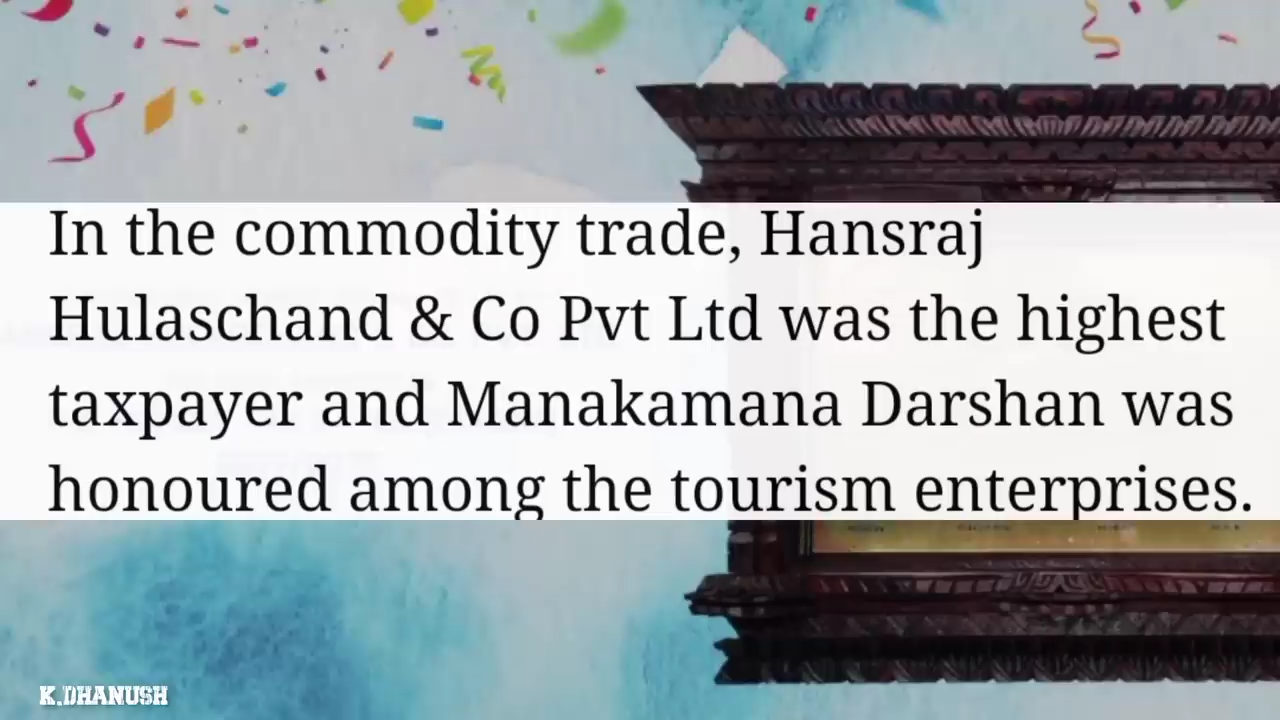 In the commodity trade, Hansraj
Hulaschand & Co Pvt Ltd was the highest
taxpayer and Manakamana Darshan was
honoured among the tourism enterprises.
K.DHANUSH